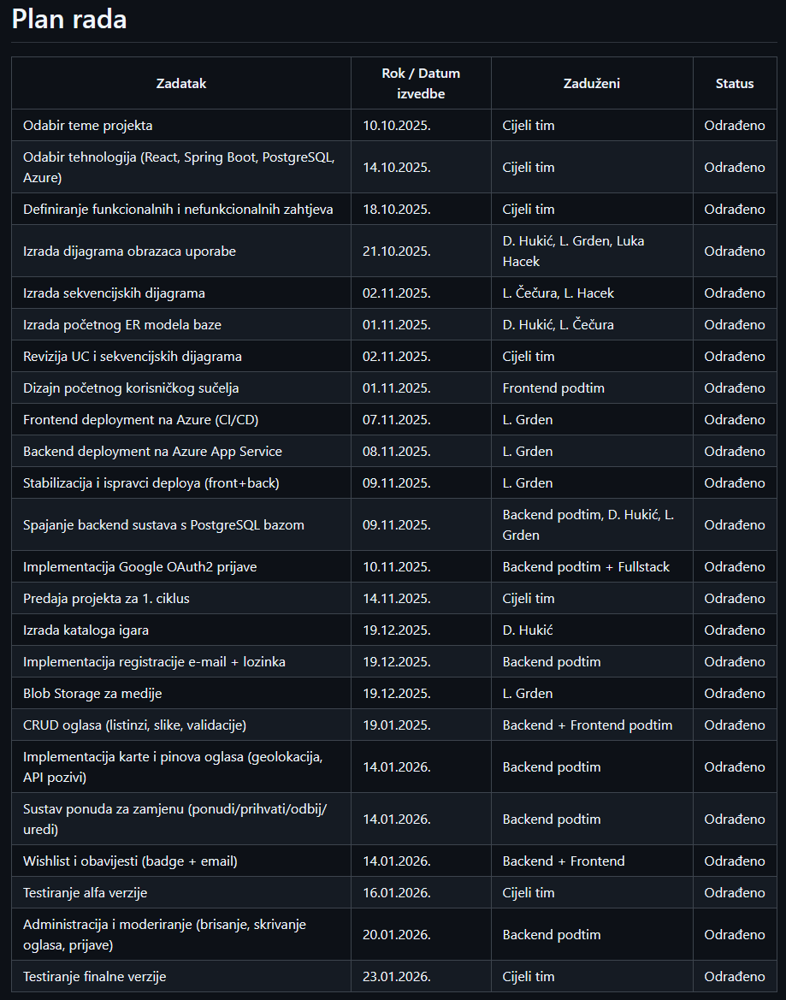 Plan rada
Zadatak
Rok / Datum
izvedbe
Zaduženi
Status
Odabir teme projekta
10.10.2025.
Cijeli tim
Odrađeno
Odabir tehnologija (React, Spring Boot, PostgreSQL,
Azure)
14.10.2025.
Cijeli tim
Odrađeno
Definiranje funkcionalnih i nefunkcionalnih zahtjeva
18.10.2025.
Cijeli tim
Odrađeno
Izrada dijagrama obrazaca uporabe
21.10.2025.
D. Hukić, L. Grden, Luka
Hacek
Odrađeno
Izrada sekvencijskih dijagrama
02.11.2025.
L. Čečura, L. Hacek
Odrađeno
Izrada početnog ER modela baze
01.11.2025.
D. Hukić, L. Čečura
Odrađeno
Revizija UC i sekvencijskih dijagrama
02.11.2025.
Cijeli tim
Odrađeno
Dizajn početnog korisničkog sučelja
01.11.2025.
Frontend podtim
Odrađeno
Frontend deployment na Azure (CI/CD)
07.11.2025.
L. Grden
Odrađeno
Backend deployment na Azure App Service
08.11.2025.
L. Grden
Odrađeno
Stabilizacija i ispravci deploya (front+back)
09.11.2025.
L. Grden
Odrađeno
Spajanje backend sustava s PostgreSQL bazom
09.11.2025.
Backend podtim, D. Hukić, L.
Grden
Odrađeno
Implementacija Google OAuth2 prijave
10.11.2025.
Backend podtim + Fullstack
Odrađeno
Predaja projekta za 1. ciklus
14.11.2025.
Cijeli tim
Odrađeno
Izrada kataloga igara
19.12.2025.
D. Hukić
Odrađeno
Implementacija registracije e-mail + lozinka
19.12.2025.
Backend podtim
Odrađeno
Blob Storage za medije
19.12.2025.
L. Grden
Odrađeno
CRUD oglasa (listinzi, slike, validacije)
19.01.2025.
Backend + Frontend podtim
Odrađeno
Implementacija karte i pinova oglasa (geolokacija,
API pozivi)
14.01.2026.
Backend podtim
Odrađeno
Sustav ponuda za zamjenu (ponudi/prihvati/odbij/
uredi)
14.01.2026.
Backend podtim
Odrađeno
Wishlist i obavijesti (badge + email)
14.01.2026.
Backend + Frontend
Odrađeno
Testiranje alfa verzije
16.01.2026.
Cijeli tim
Odrađeno
Administracija i moderiranje (brisanje, skrivanje
oglasa, prijave)
20.01.2026.
Backend podtim
Odrađeno
Testiranje finalne verzije
23.01.2026.
Cijeli tim
Odrađeno